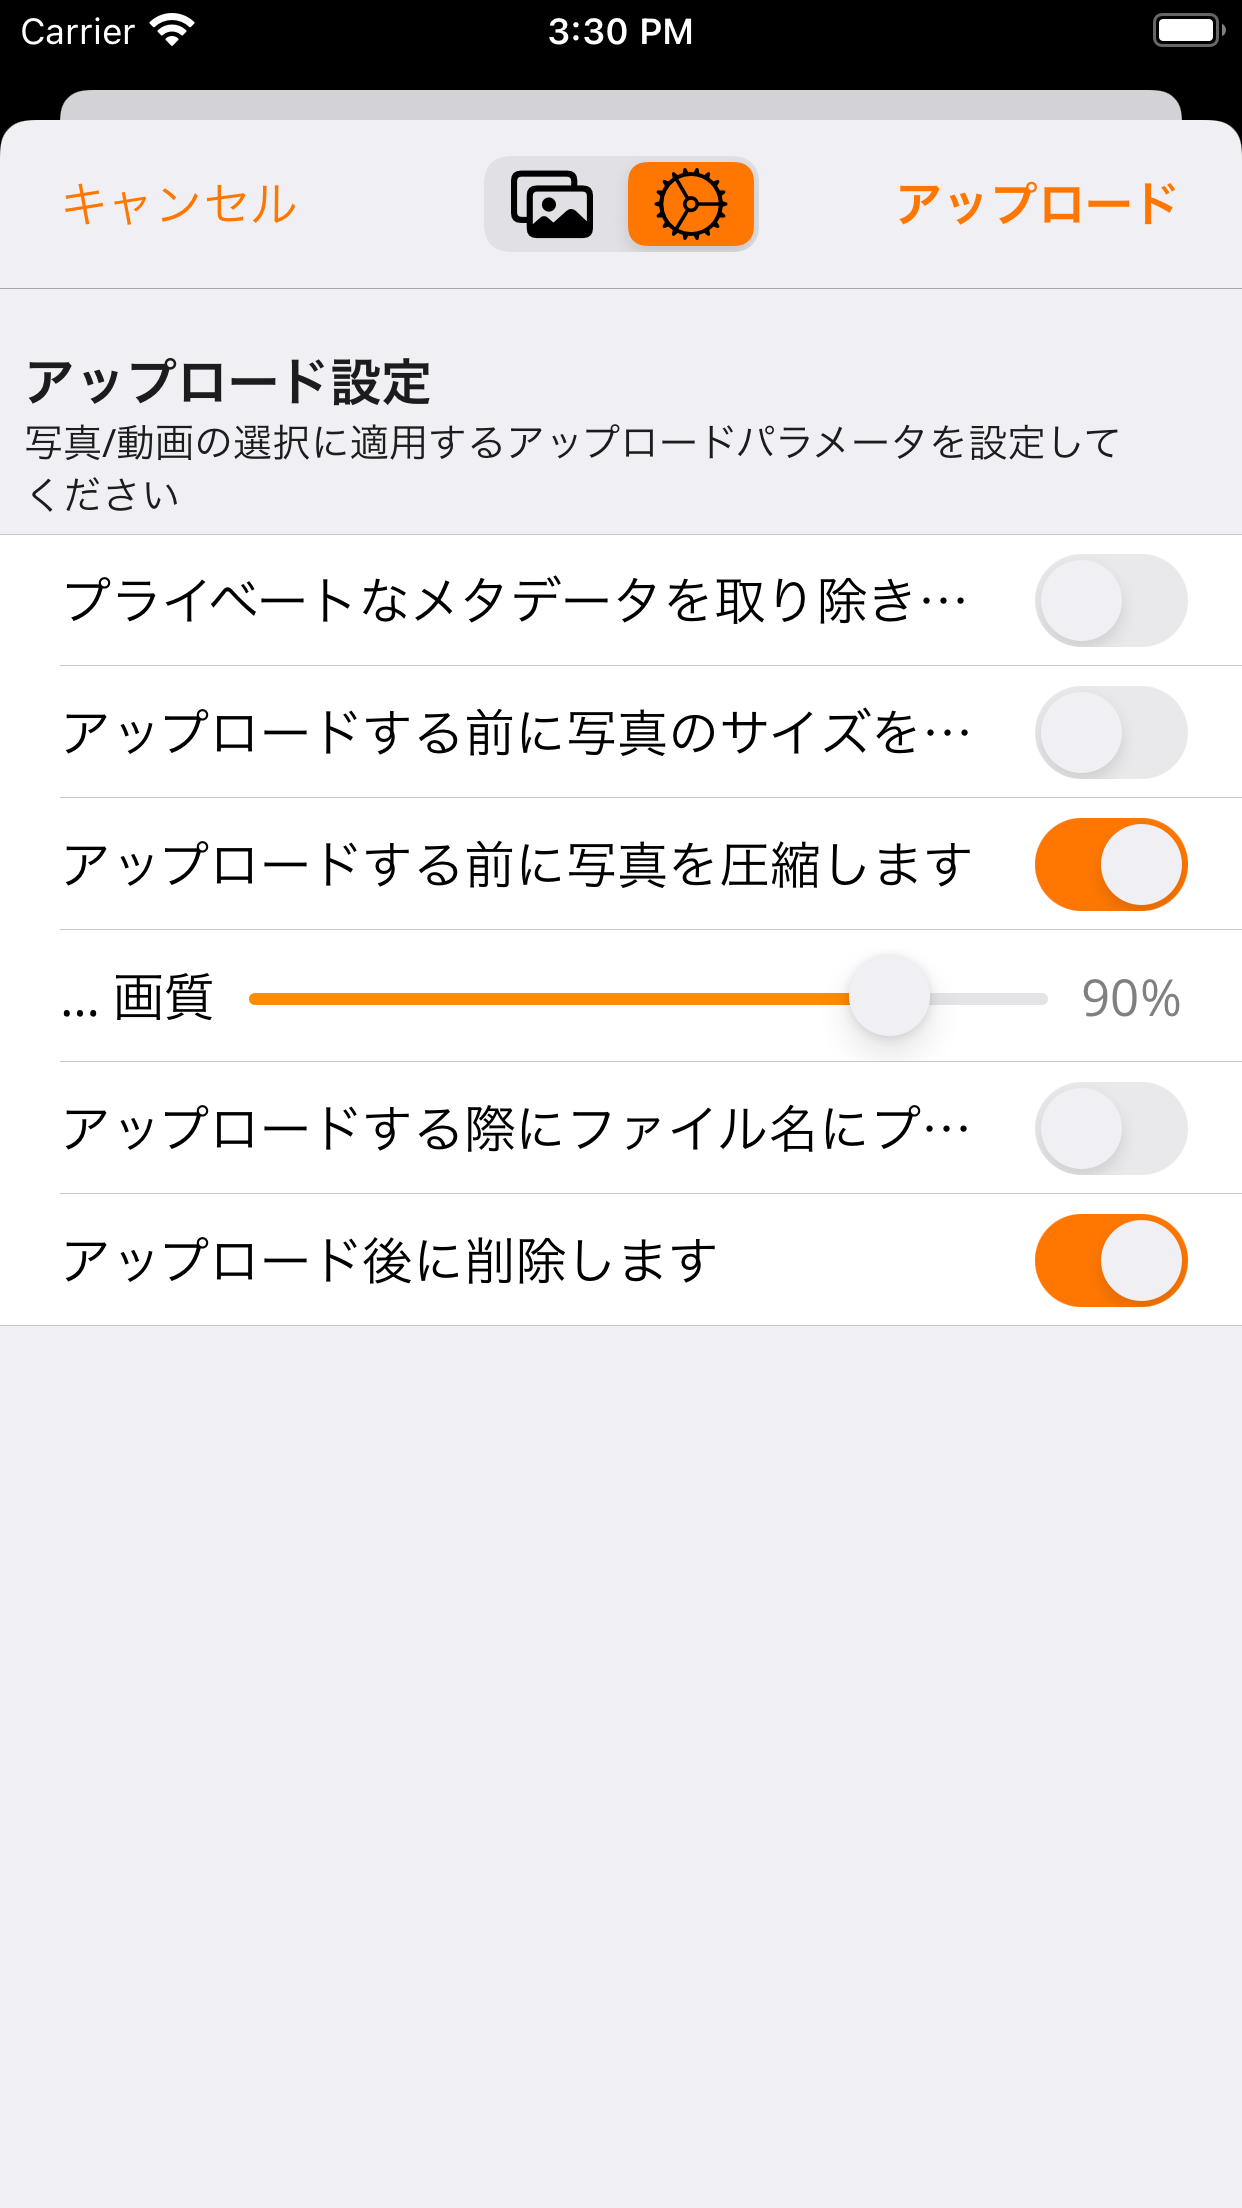 Carrier 3:30 PM
キャンセル アップロード
アップロード設定
写真/動画の選択に適用するアップロードパラメータを設定して
ください
プライベートなメタデータを取り除き…
アップロードする前に写真のサイズを…
アップロードする前に写真を圧縮します
... 画質 90%
アップロードする際にファイル名にプ…
アップロード後に削除します